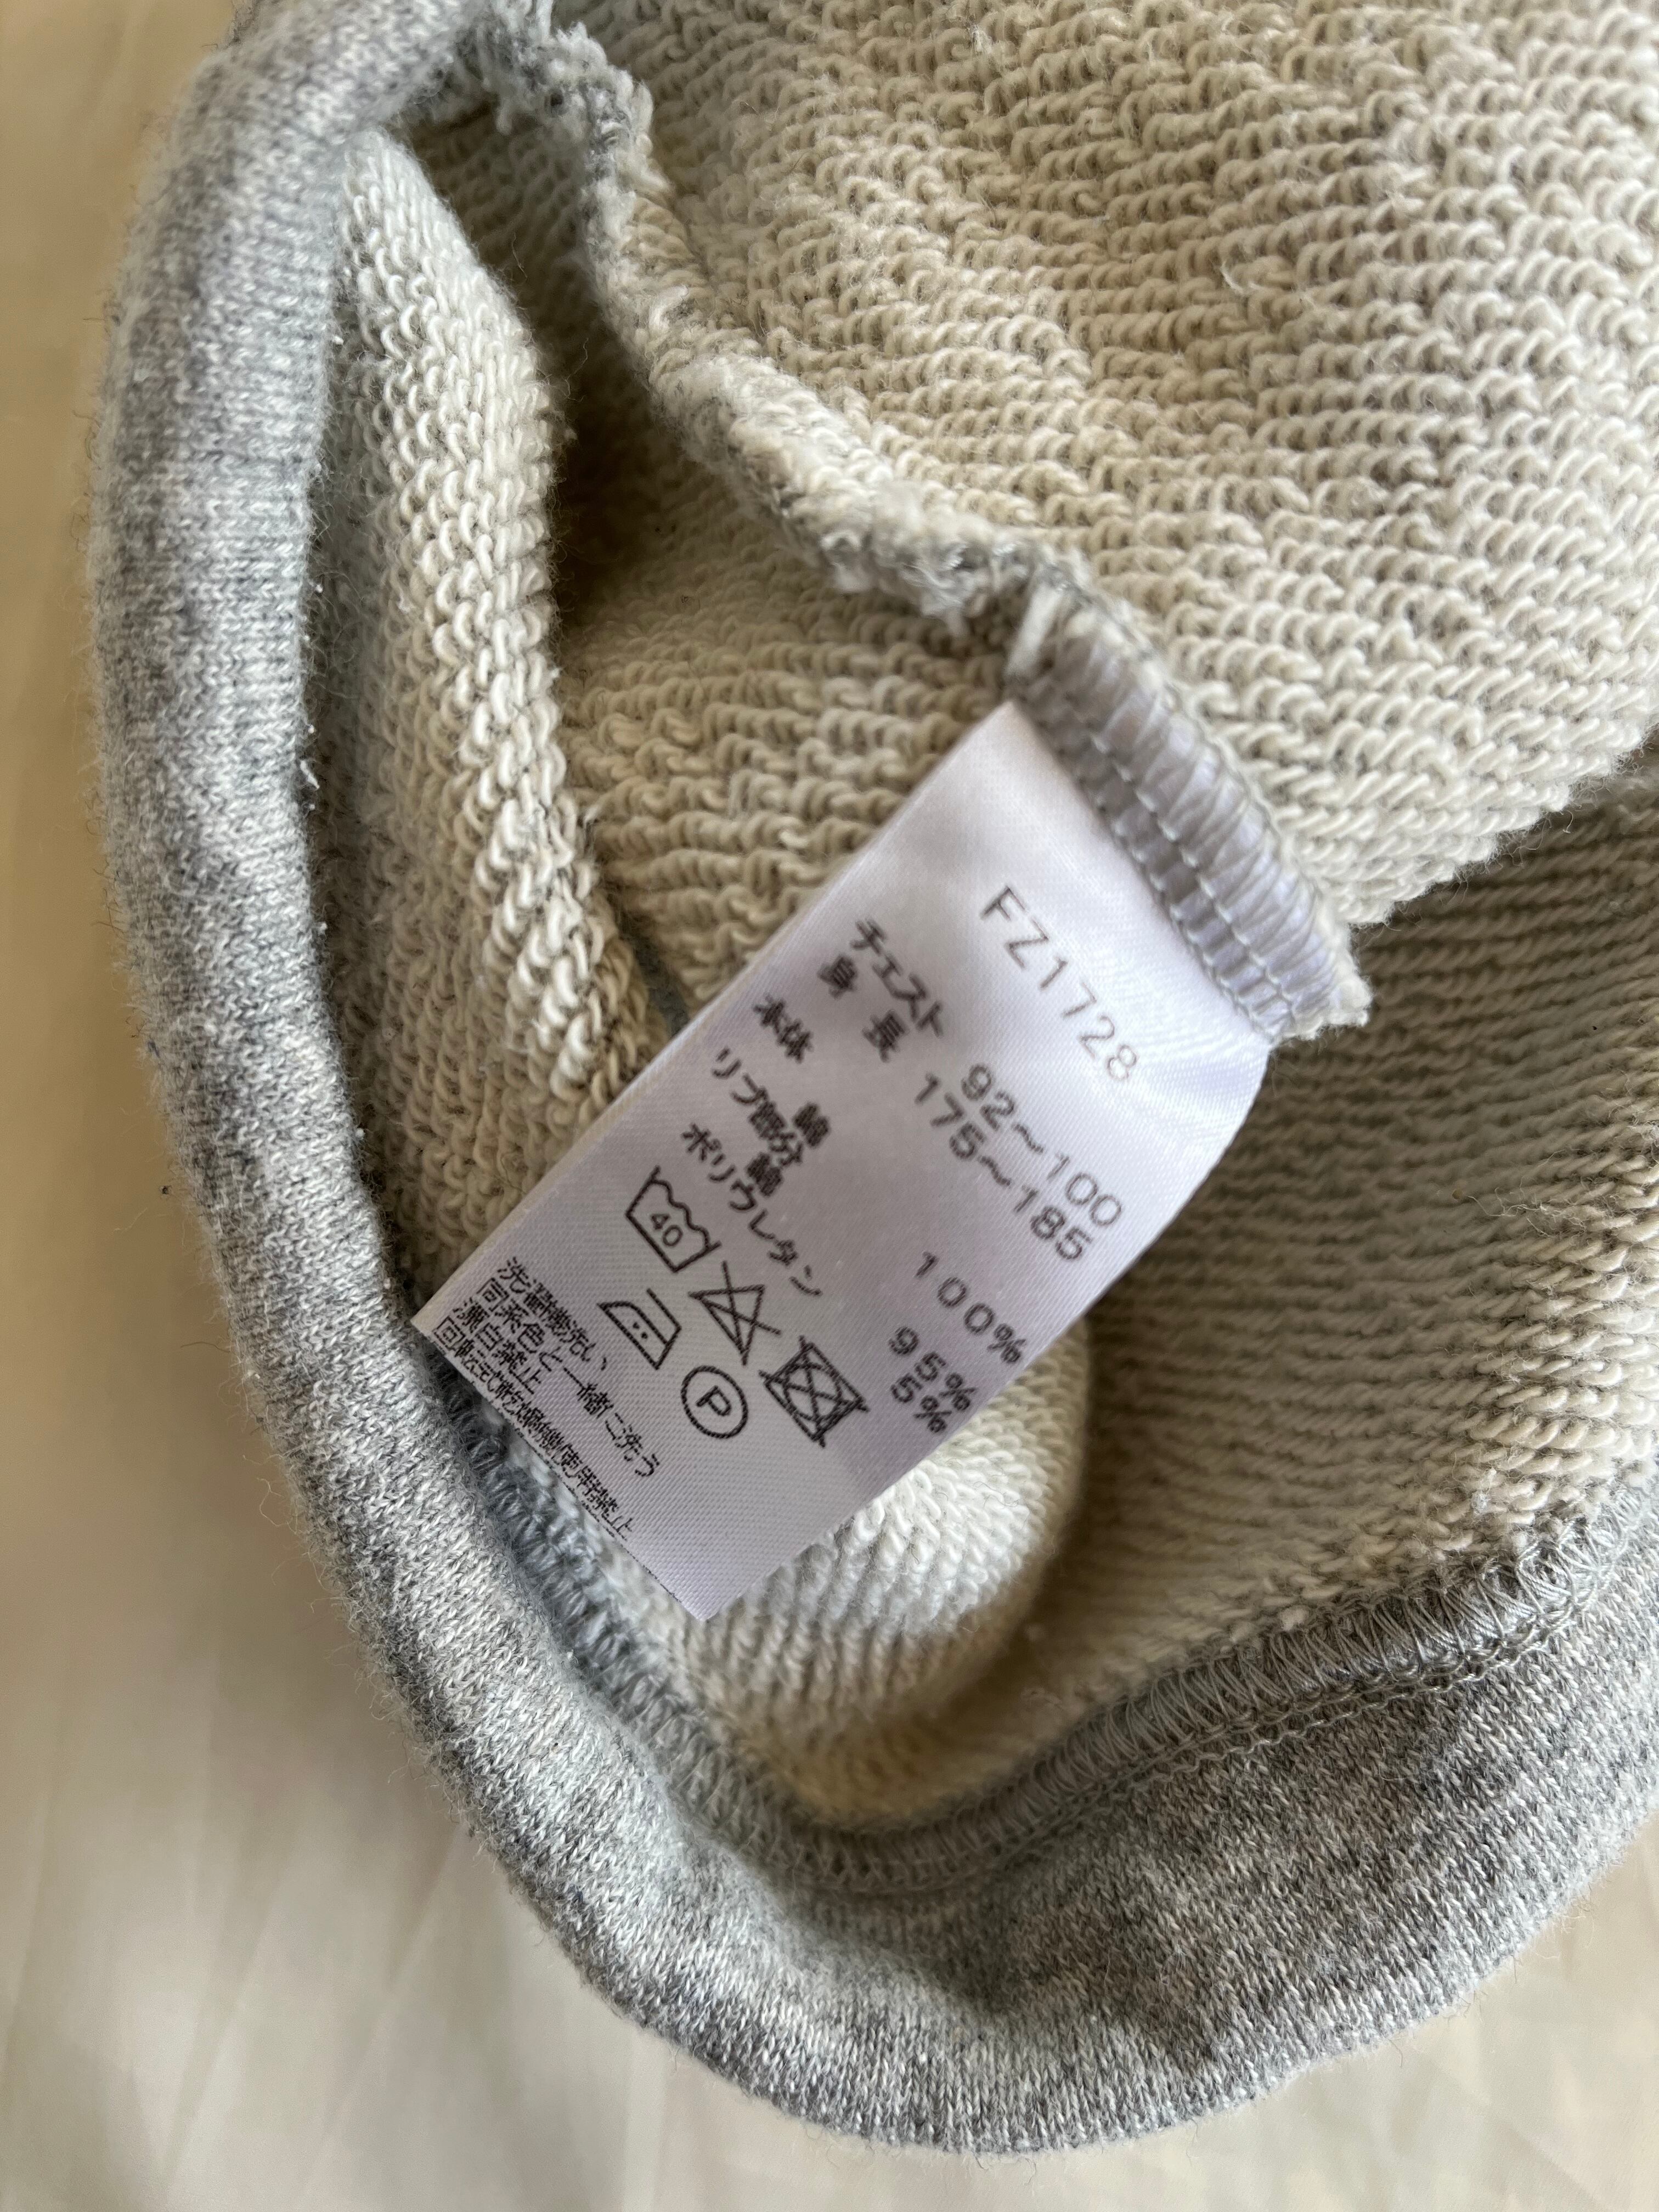 FZ1728
チェスト 92〜100
身 長 175〜185
本体
綿 100%
リブ部分
綿 95%
ポリウレタン 5%
40
P
洗濯機洗い
同系色と一緒に洗う
漂白禁止